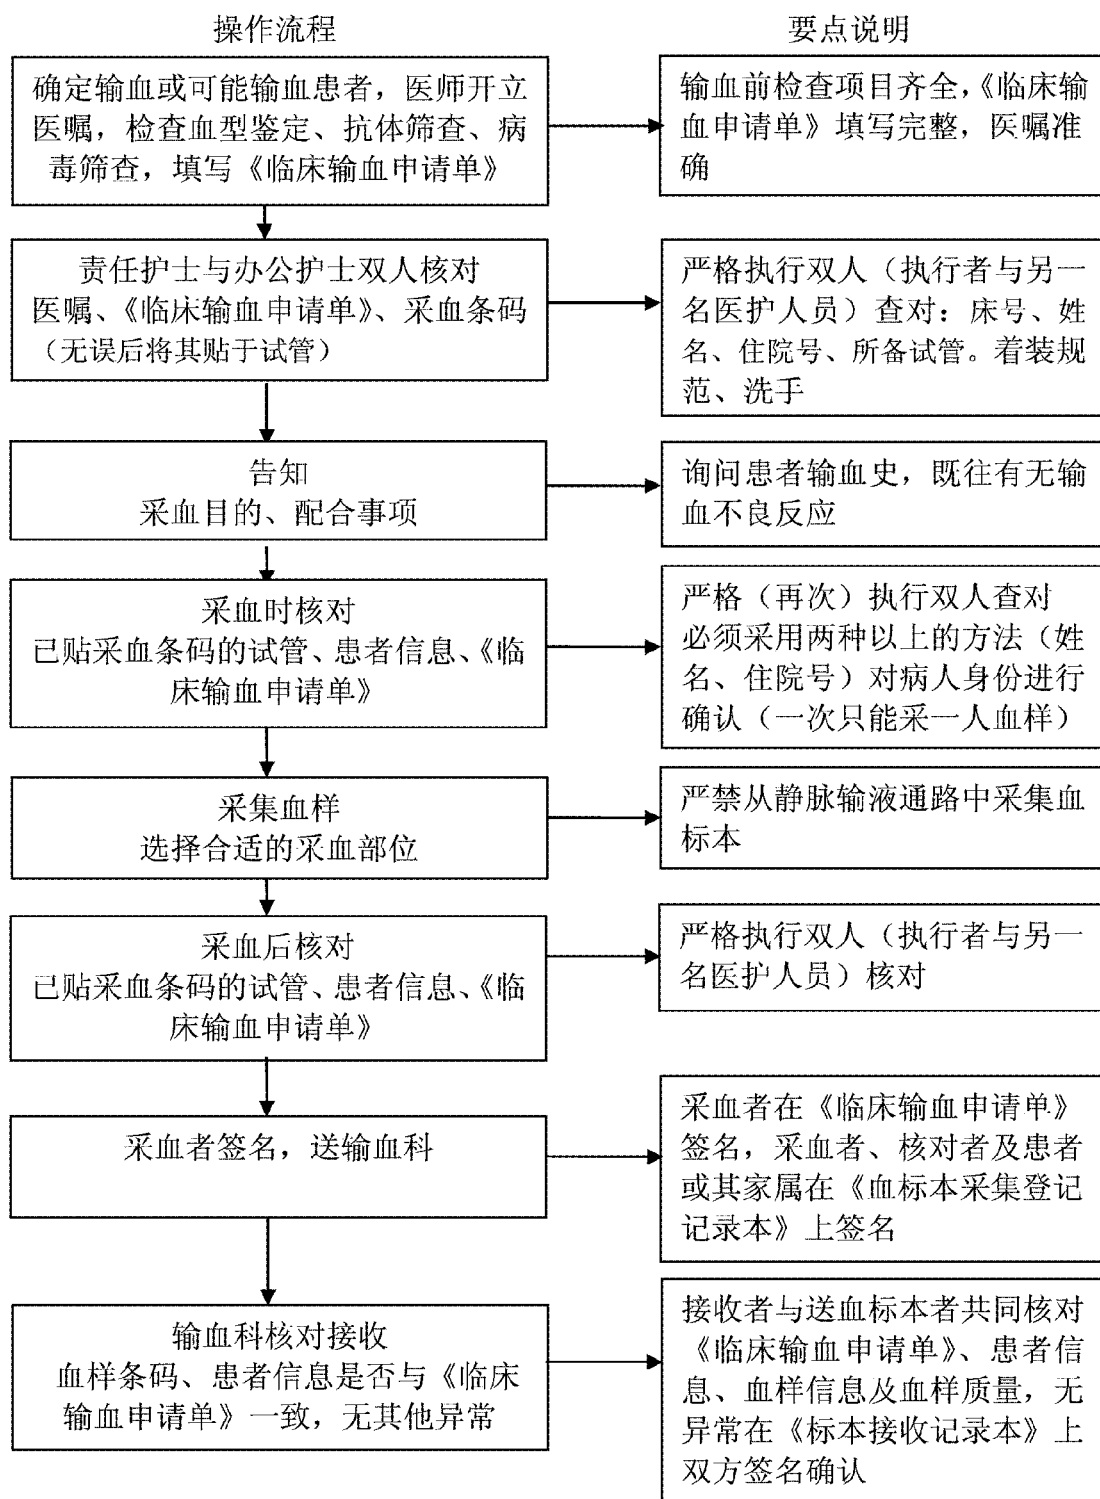 操作流程
要点说明
确定输血或可能输血患者，医师开立
医嘱，检查血型鉴定、抗体筛查、病
毒筛查，填写《临床输血申请单》
输血前检查项目齐全，《临床输
血申请单》填写完整，医嘱准
确
责任护士与办公护士双人核对
医嘱、《临床输血申请单》、采血条码
（无误后将其贴于试管）
严格执行双人（执行者与另一
名医护人员）查对：床号、姓
名、住院号、所备试管。着装规
范、洗手
告知
采血目的、配合事项
询问患者输血史，既往有无输
血不良反应
采血时核对
已贴采血条码的试管、患者信息、《临
床输血申请单》
严格（再次）执行双人查对
必须采用两种以上的方法（姓
名、住院号）对病人身份进行
确认（一次只能采一人血样）
采集血样
选择合适的采血部位
严禁从静脉输液通路中采集血
标本
采血后核对
已贴采血条码的试管、患者信息、《临
床输血申请单》
严格执行双人（执行者与另一
名医护人员）核对
采血者签名，送输血科
采血者在《临床输血申请单》
签名，采血者、核对者及患者
或其家属在《血标本采集登记
记录本》上签名
输血科核对接收
血样条码、患者信息是否与《临床
输血申请单》一致，无其他异常
接收者与送血标本者共同核对
《临床输血申请单》、患者信
息、血样信息及血样质量，无
异常在《标本接收记录本》上
双方签名确认